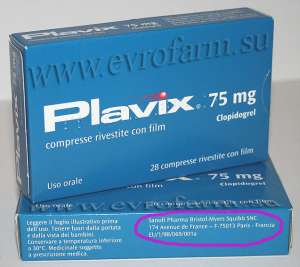 www.evrofarm.su
Plavix® 75 mg
Clopidogrel
compresse rivestite con film
28 compresse rivestite con film
Uso orale
Leggere il foglio illustrativo prima
dell'uso. Tenere fuori dalla portata
e dalla vista dei bambini.
Conservare a temperatura inferiore
a 30°C. Medicinale soggetto
a prescrizione medica.
Sanofi Pharma Bristol-Myers Squibb SNC
174 Avenue de France – F-75013 Paris - Francia
EU/1/98/069/001a
Uso orale